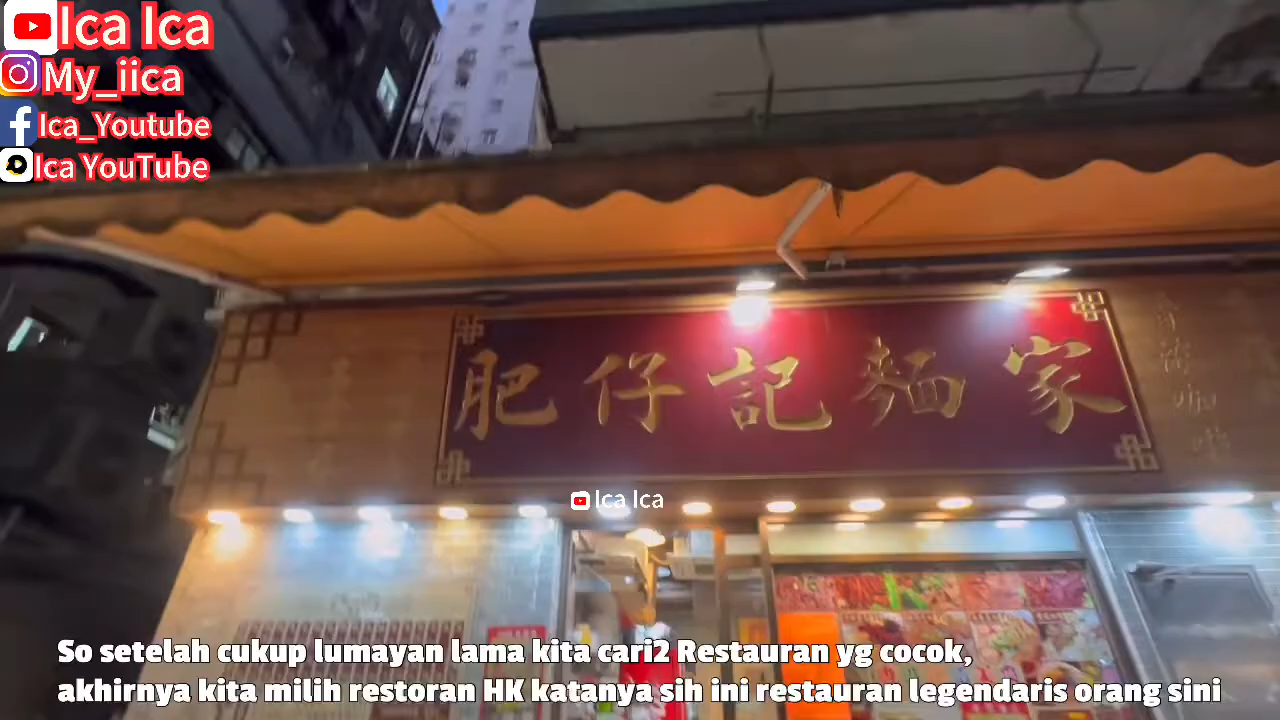 Ica Ica
My_iica
Ica_Youtube
Ica YouTube
肥仔記麵家
Ica Ica
So setelah cukup lumayan lama kita cari2 Restauran yg cocok,
akhirnya kita milih restoran HK katanya sih ini restauran legendaris orang sini